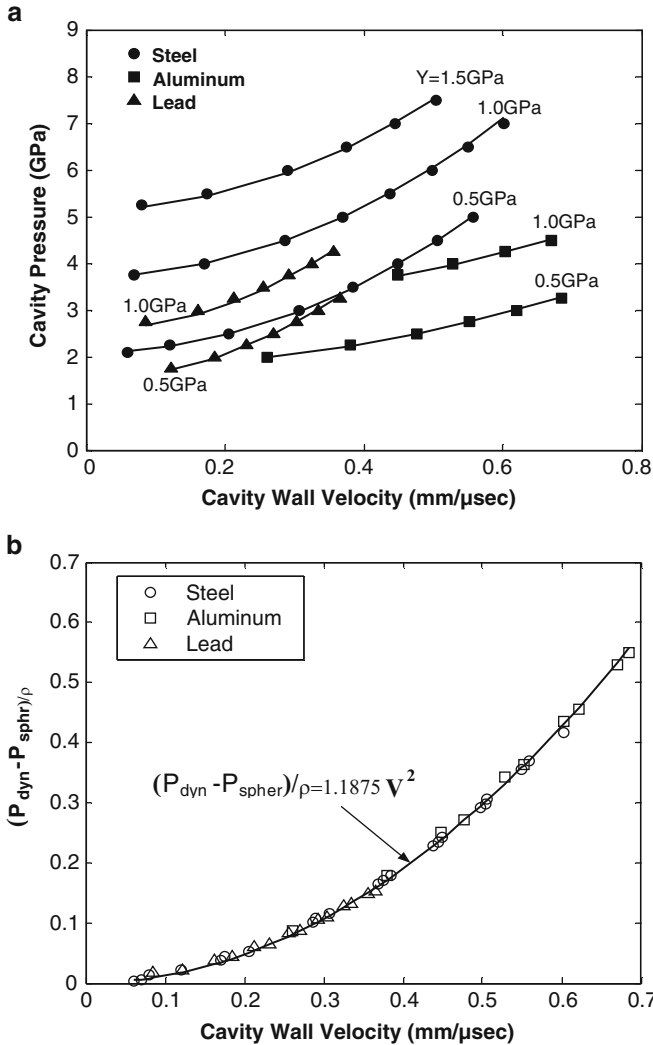 a
9
8
7
6
5
4
3
2
1
0
Cavity Pressure (GPa)
Steel
Aluminum
Lead
Y=1.5GPa
1.0GPa
0.5GPa
1.0GPa
1.0GPa
0.5GPa
0.5GPa
0 0.2 0.4 0.6 0.8
Cavity Wall Velocity (mm/μsec)
b
0.7
0.6
0.5
0.4
0.3
0.2
0.1
0
(Pdyn-Psphr)/ρ
Steel
Aluminum
Lead
(Pdyn -Pspher)/ρ=1.1875 V²
0 0.1 0.2 0.3 0.4 0.5 0.6 0.7
Cavity Wall Velocity (mm/μsec)